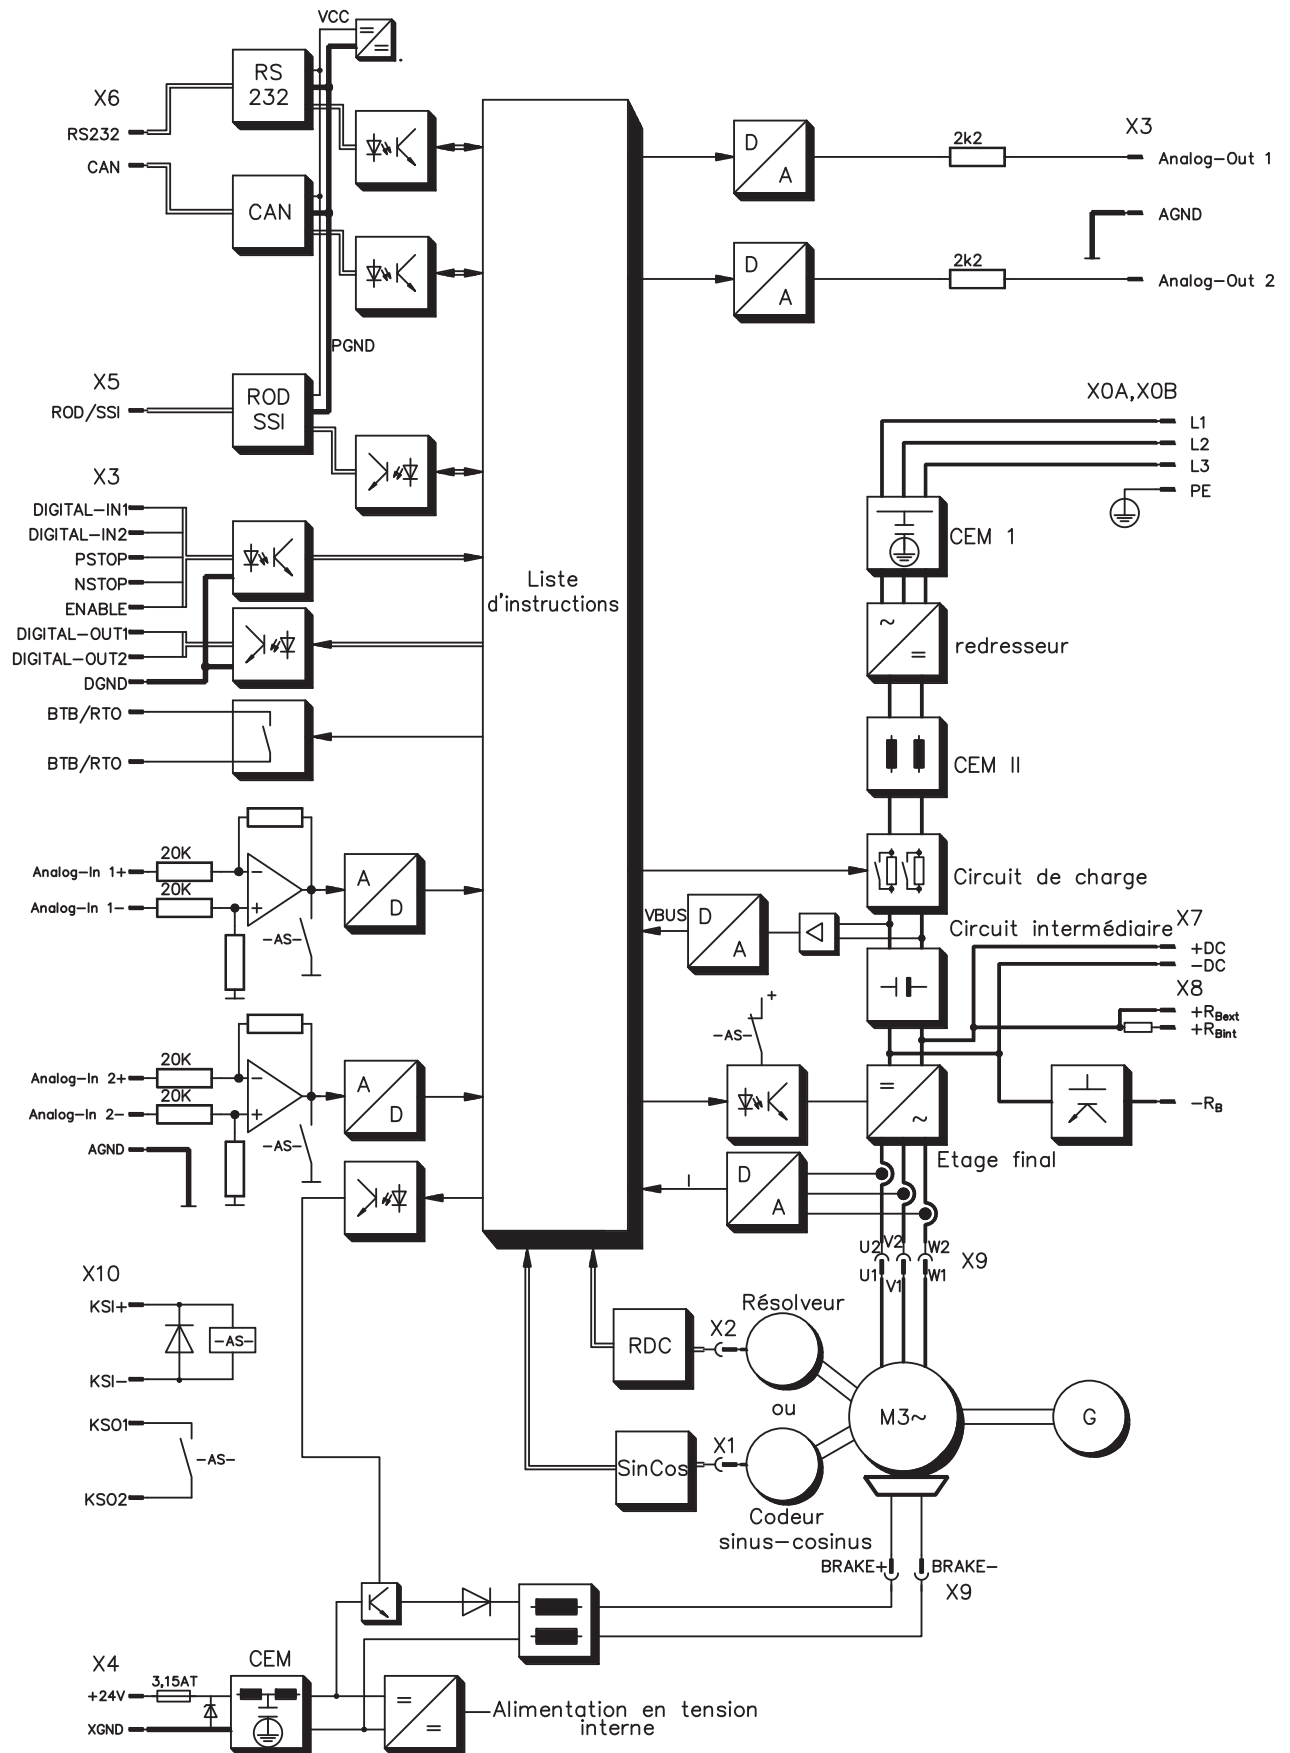 VCC
RS
232
X6
RS232
CAN
CAN
PGND
X5
ROD/SSI
ROD
SSI
X3
DIGITAL-IN1
DIGITAL-IN2
PSTOP
NSTOP
ENABLE
DIGITAL-OUT1
DIGITAL-OUT2
DGND
BTB/RTO
BTB/RTO
20K
Analog-In 1+
20K
Analog-In 1-
-
+
-AS-
A
D
20K
Analog-In 2+
20K
Analog-In 2-
-
+
AGND
-AS-
A
D
Liste
d'instructions
X10
KSI+
-AS-
KSI-
KSO1
-AS-
KSO2
X4
+24V
3,15AT
XGND
CEM
Alimentation en tension
interne
D
A
2k2
X3
Analog-Out 1
AGND
D
A
2k2
Analog-Out 2
X0A,X0B
L1
L2
L3
PE
CEM 1
~
=
redresseur
CEM II
Circuit de charge
VBUS
D
A
Circuit intermédiaire
X7
+DC
-DC
X8
+RBext
+RBint
+
-AS-
=
~
-RB
Etage final
I
D
A
U2
V2
W2
X9
U1
V1
W1
Résolveur
RDC
X2
ou
M3~
G
SinCos
X1
Codeur
sinus-cosinus
BRAKE+
BRAKE-
X9